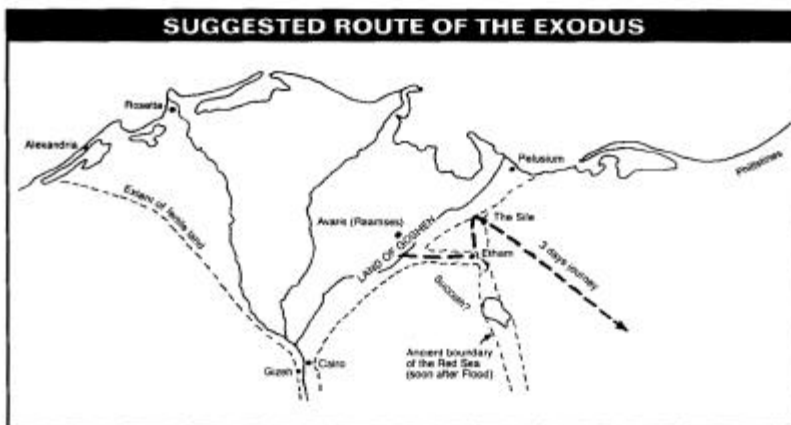 SUGGESTED ROUTE OF THE EXODUS
Rosetta
Alexandria
Pelusium
Philistines
Extent of fertile land
Avaris (Raamses)
LAND OF GOSHEN
The Sile
Etham
3 days journey
Succoth?
Ancient boundary
of the Red Sea
(soon after Flood)
Cairo
Gizeh